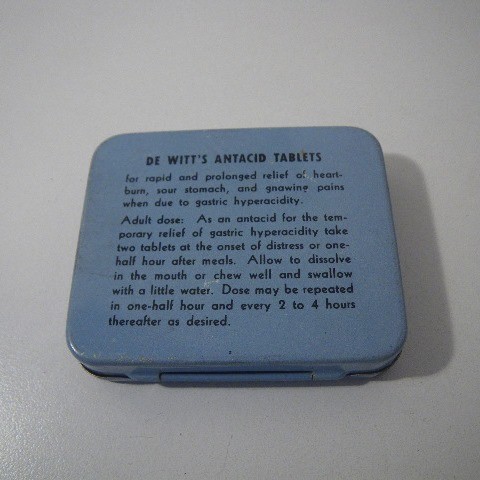 DE WITT'S ANTACID TABLETS
for rapid and prolonged relief of heart-
burn, sour stomach, and gnawing pains
when due to gastric hyperacidity.
Adult dose: As an antacid for the tem-
porary relief of gastric hyperacidity take
two tablets at the onset of distress or one-
half hour after meals. Allow to dissolve
in the mouth or chew well and swallow
with a little water. Dose may be repeated
in one-half hour and every 2 to 4 hours
thereafter as desired.